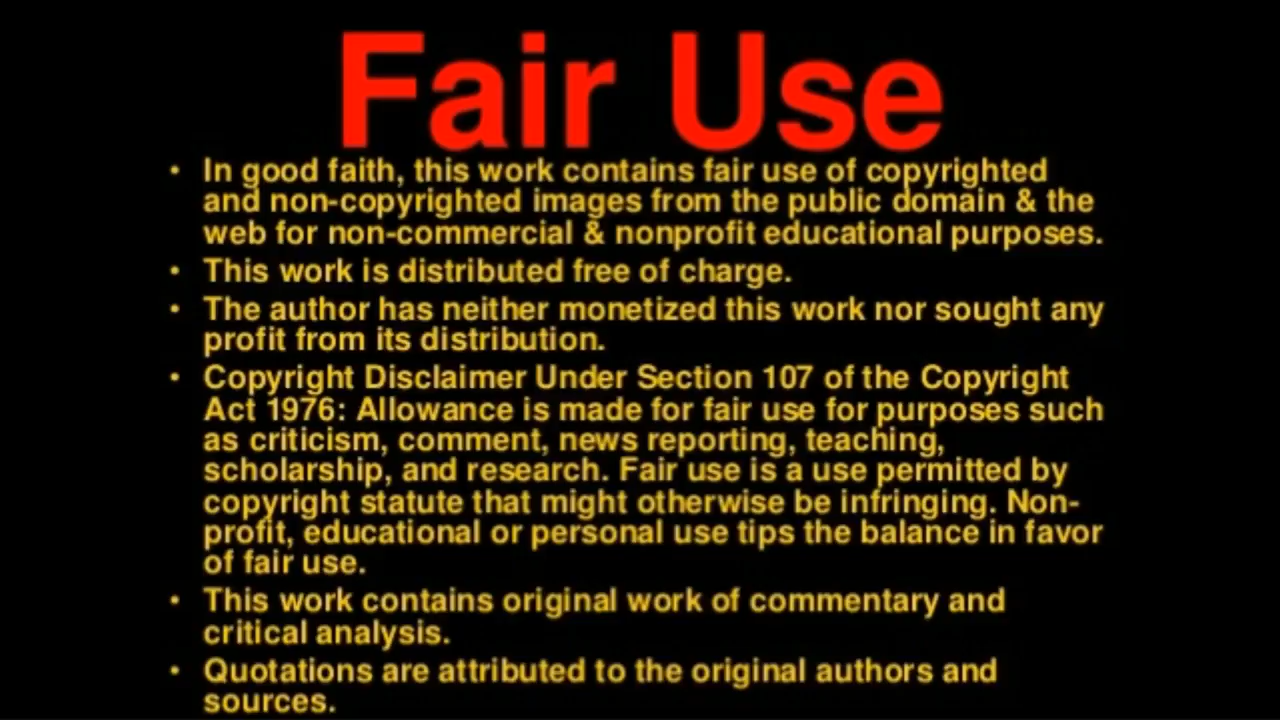 Fair Use
• In good faith, this work contains fair use of copyrighted
and non-copyrighted images from the public domain & the
web for non-commercial & nonprofit educational purposes.
• This work is distributed free of charge.
• The author has neither monetized this work nor sought any
profit from its distribution.
• Copyright Disclaimer Under Section 107 of the Copyright
Act 1976: Allowance is made for fair use for purposes such
as criticism, comment, news reporting, teaching,
scholarship, and research. Fair use is a use permitted by
copyright statute that might otherwise be infringing. Non-
profit, educational or personal use tips the balance in favor
of fair use.
• This work contains original work of commentary and
critical analysis.
• Quotations are attributed to the original authors and
sources.